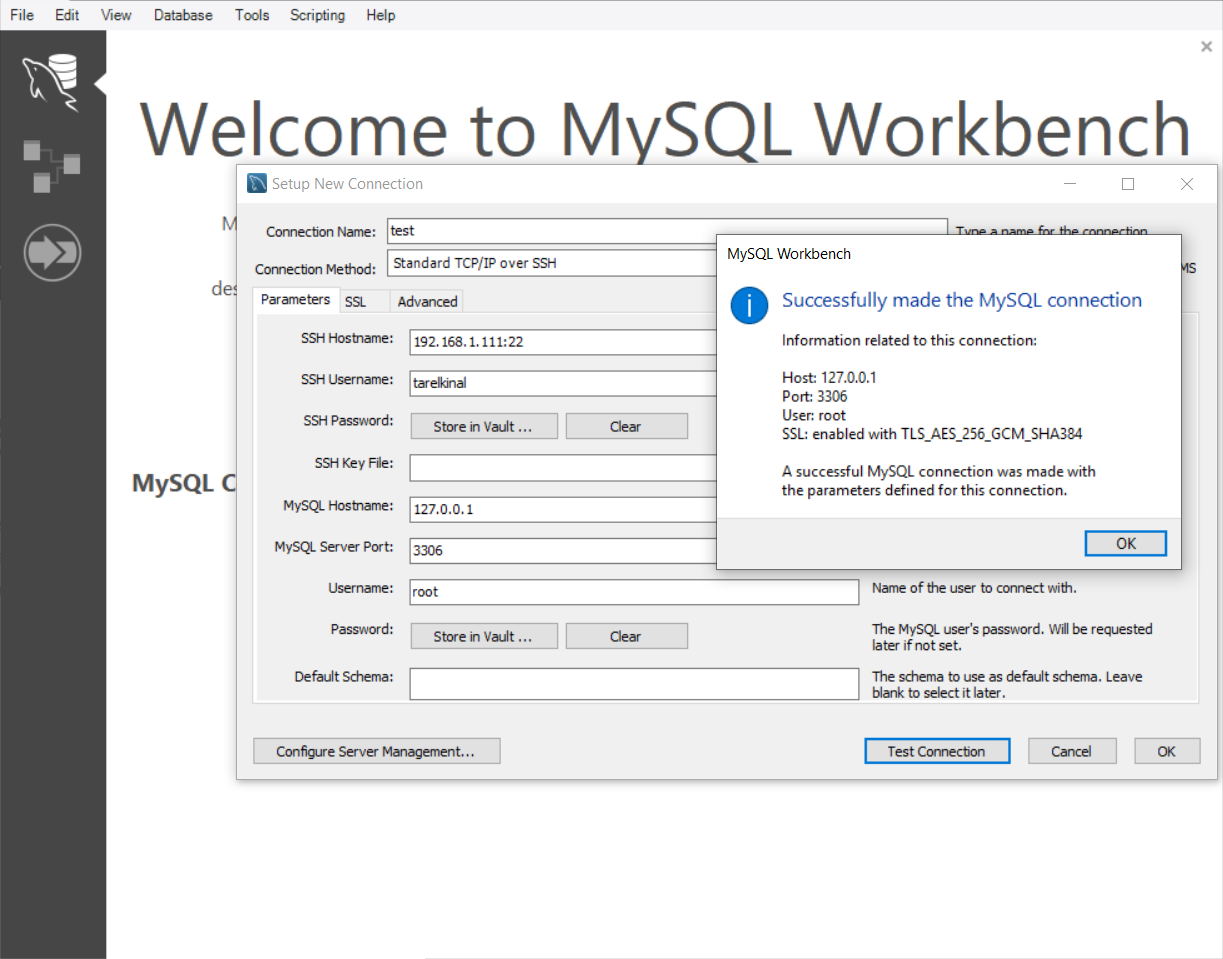 File Edit View Database Tools Scripting Help
Welcome to MySQL Workbench
Setup New Connection
Connection Name: test Type a name for the connection
Connection Method: Standard TCP/IP over SSH MS
Parameters SSL Advanced
SSH Hostname: 192.168.1.111:22
SSH Username: tarelkinal
SSH Password: Store in Vault ... Clear
SSH Key File:
MySQL C
MySQL Hostname: 127.0.0.1
MySQL Server Port: 3306
Username: root Name of the user to connect with.
Password: Store in Vault ... Clear The MySQL user's password. Will be requested
later if not set.
Default Schema: The schema to use as default schema. Leave
blank to select it later.
Configure Server Management... Test Connection Cancel OK
MySQL Workbench
Successfully made the MySQL connection
Information related to this connection:
Host: 127.0.0.1
Port: 3306
User: root
SSL: enabled with TLS_AES_256_GCM_SHA384
A successful MySQL connection was made with
the parameters defined for this connection.
OK